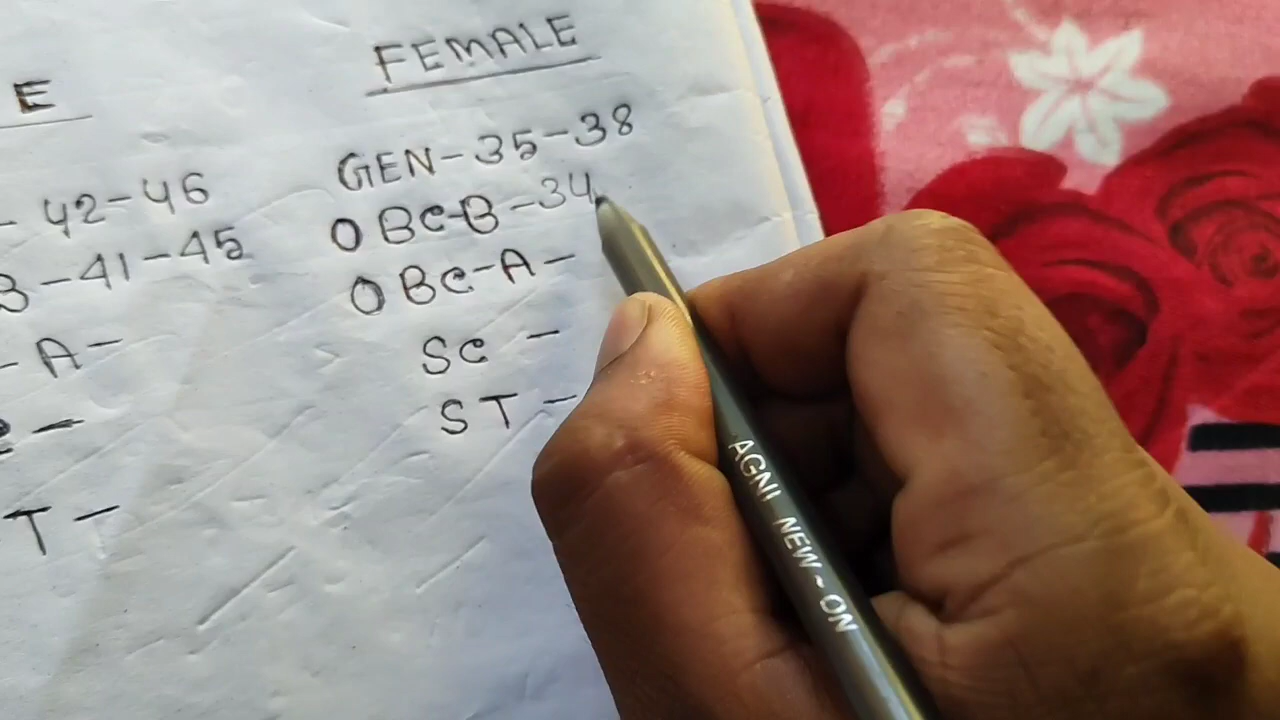 E
- 42-46
B-41-45
- A-
-
T-
FEMALE
GEN-35-38
OBC-B-34
OBC-A-
SC -
ST-
AGNI NEW~ON